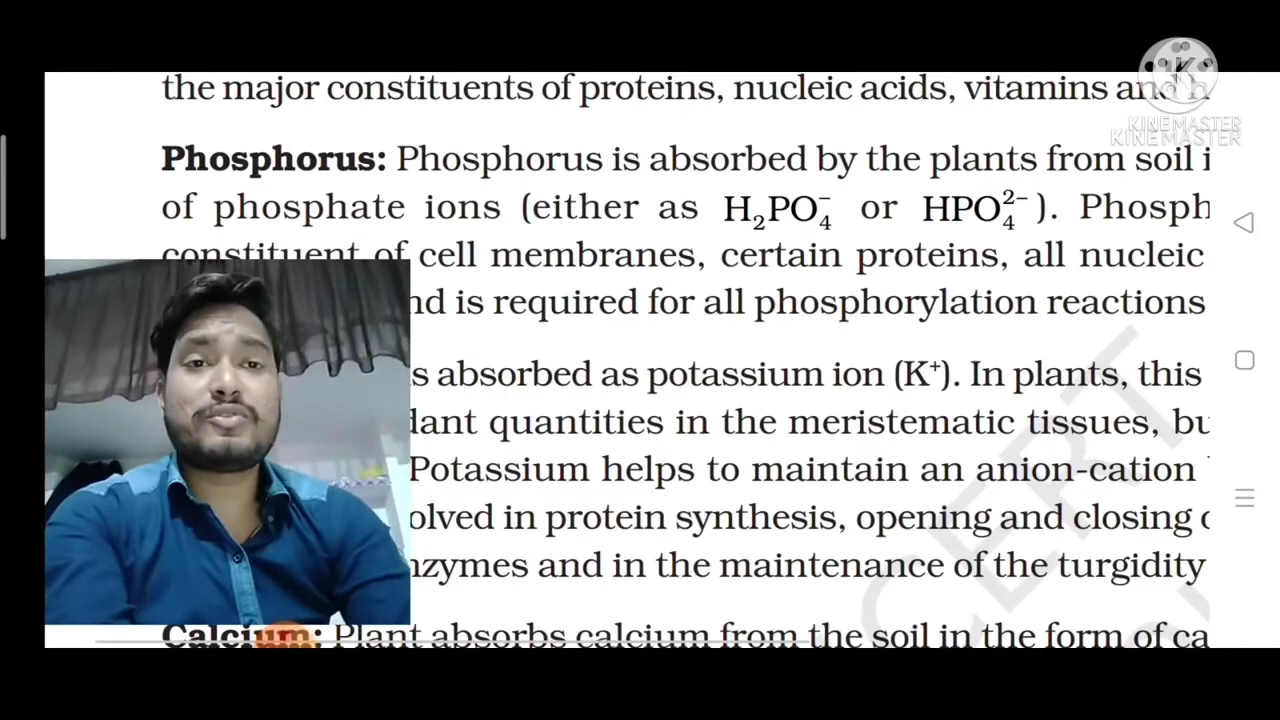 the major constituents of proteins, nucleic acids, vitamins and h
KINEMASTER
KINEMASTER
Phosphorus: Phosphorus is absorbed by the plants from soil i
of phosphate ions (either as H₂PO₄⁻ or HPO₄²⁻). Phosph
constituent of cell membranes, certain proteins, all nucleic
nd is required for all phosphorylation reactions
s absorbed as potassium ion (K⁺). In plants, this
dant quantities in the meristematic tissues, bu
Potassium helps to maintain an anion-cation
olved in protein synthesis, opening and closing
nzymes and in the maintenance of the turgidity
Calcium: Plant absorbs calcium from the soil in the form of ca